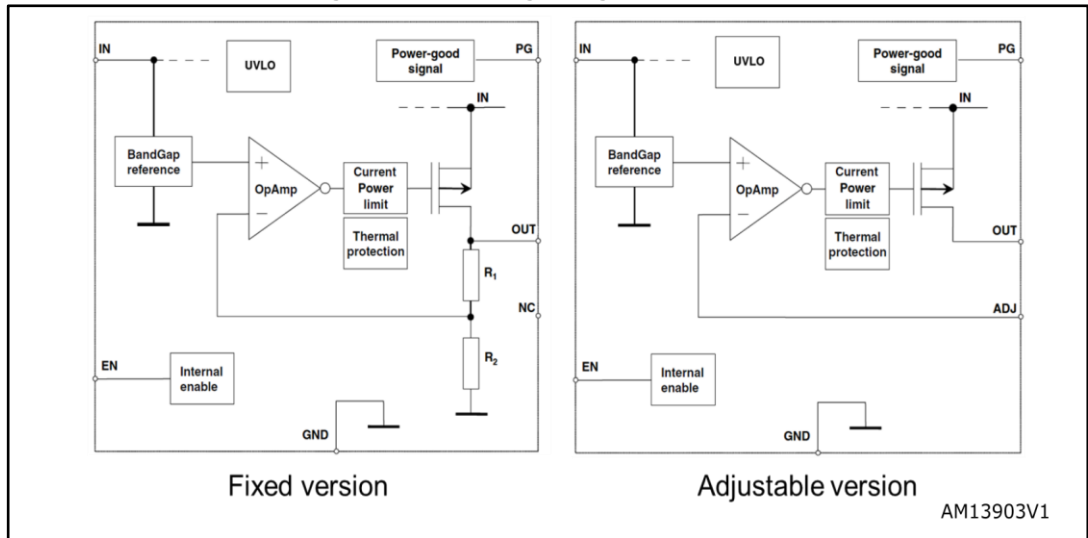 IN
UVLO
Power-good
signal
PG
IN
BandGap
reference
+
OpAmp
−
Current
Power
limit
Thermal
protection
OUT
R1
NC
R2
EN
Internal
enable
GND
Fixed version
IN
UVLO
Power-good
signal
PG
IN
BandGap
reference
+
OpAmp
−
Current
Power
limit
Thermal
protection
OUT
ADJ
EN
Internal
enable
GND
Adjustable version
AM13903V1